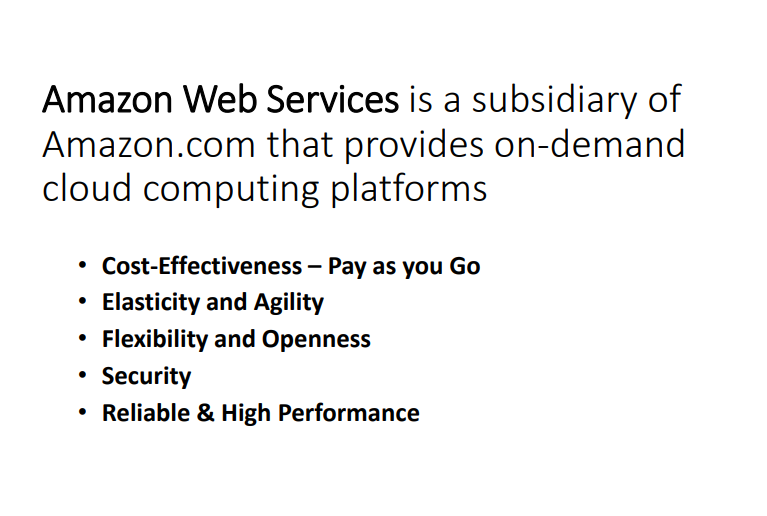 Amazon Web Services is a subsidiary of
Amazon.com that provides on-demand
cloud computing platforms
• Cost-Effectiveness – Pay as you Go
• Elasticity and Agility
• Flexibility and Openness
• Security
• Reliable & High Performance